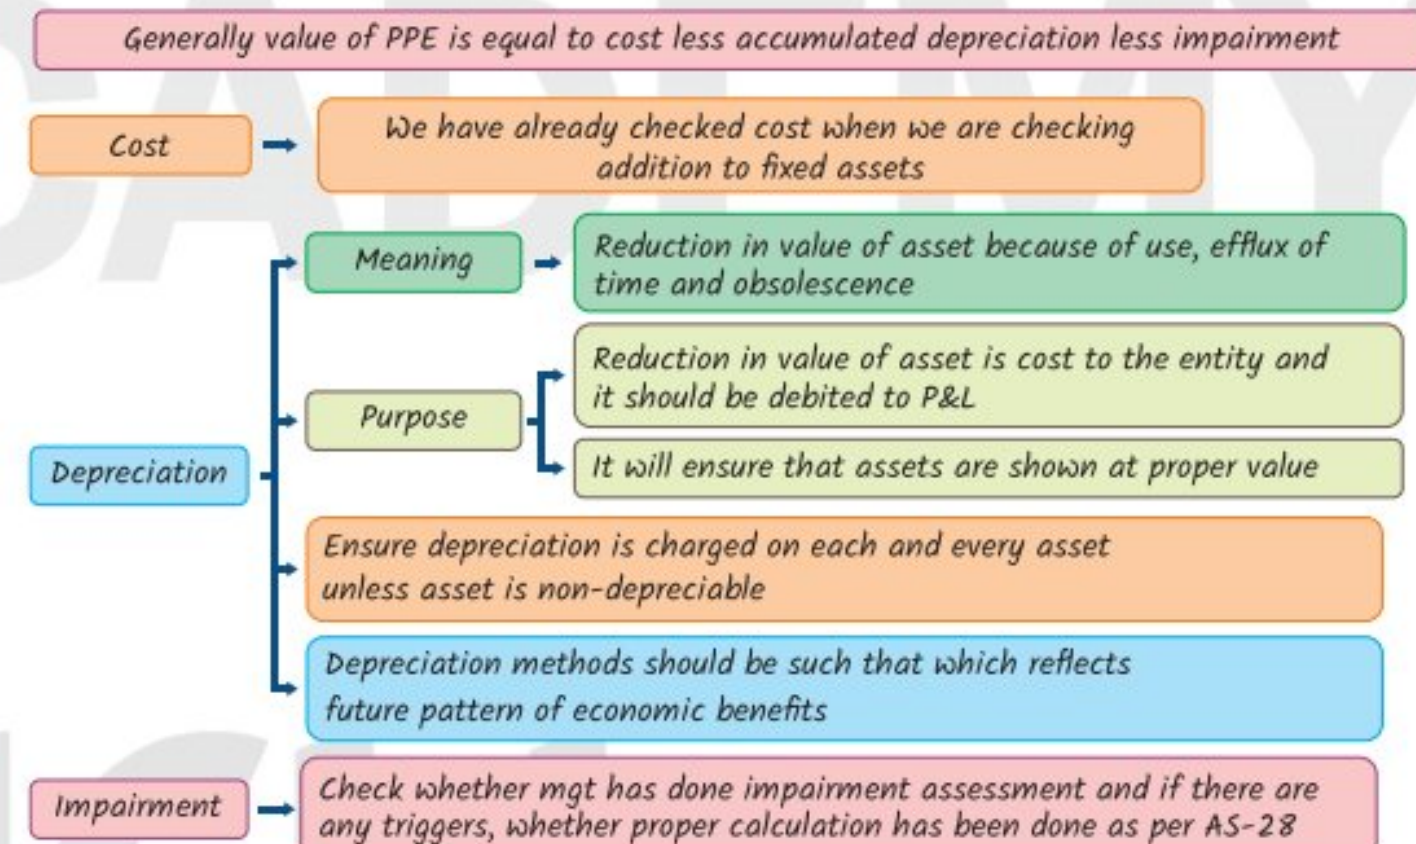 Generally value of PPE is equal to cost less accumulated depreciation less impairment
Cost
We have already checked cost when we are checking
addition to fixed assets
Depreciation
Meaning
Reduction in value of asset because of use, efflux of
time and obsolescence
Purpose
Reduction in value of asset is cost to the entity and
it should be debited to P&L
It will ensure that assets are shown at proper value
Ensure depreciation is charged on each and every asset
unless asset is non-depreciable
Depreciation methods should be such that which reflects
future pattern of economic benefits
Impairment
Check whether mgt has done impairment assessment and if there are
any triggers, whether proper calculation has been done as per AS-28